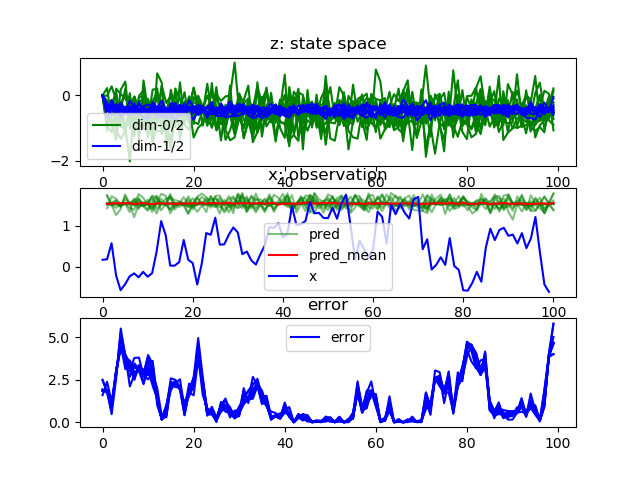 z: state space
0
−2
dim-0/2
dim-1/2
0 20 40 60 80 100
x: observation
1
0
pred
pred_mean
x
0 20 40 60 80 100
error
5.0
2.5
0.0
error
0 20 40 60 80 100